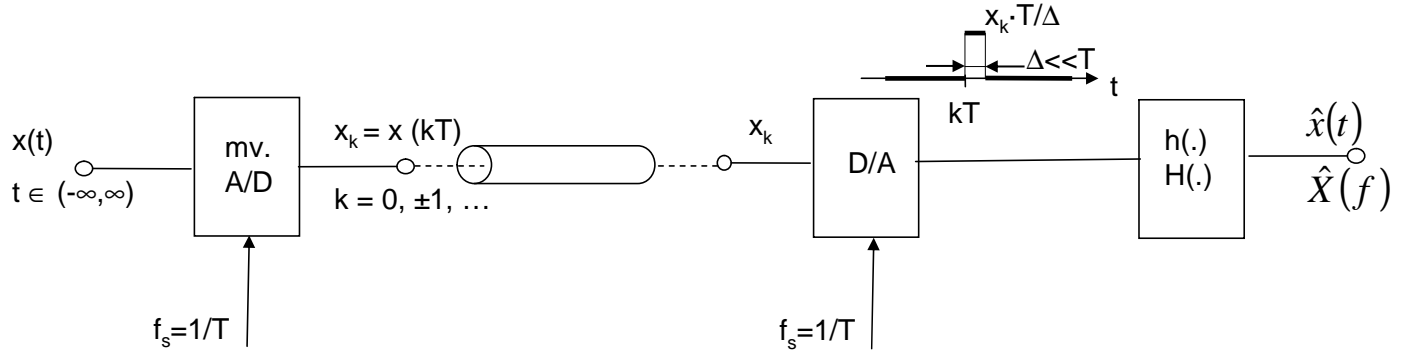 x(t)
t ∈ (-∞,∞)
mv.
A/D
f_s=1/T
x_k = x (kT)
k = 0, ±1, …
x_k
D/A
f_s=1/T
x_k·T/Δ
Δ<<T
t
kT
h(.)
H(.)
x̂(t)
X̂(f)